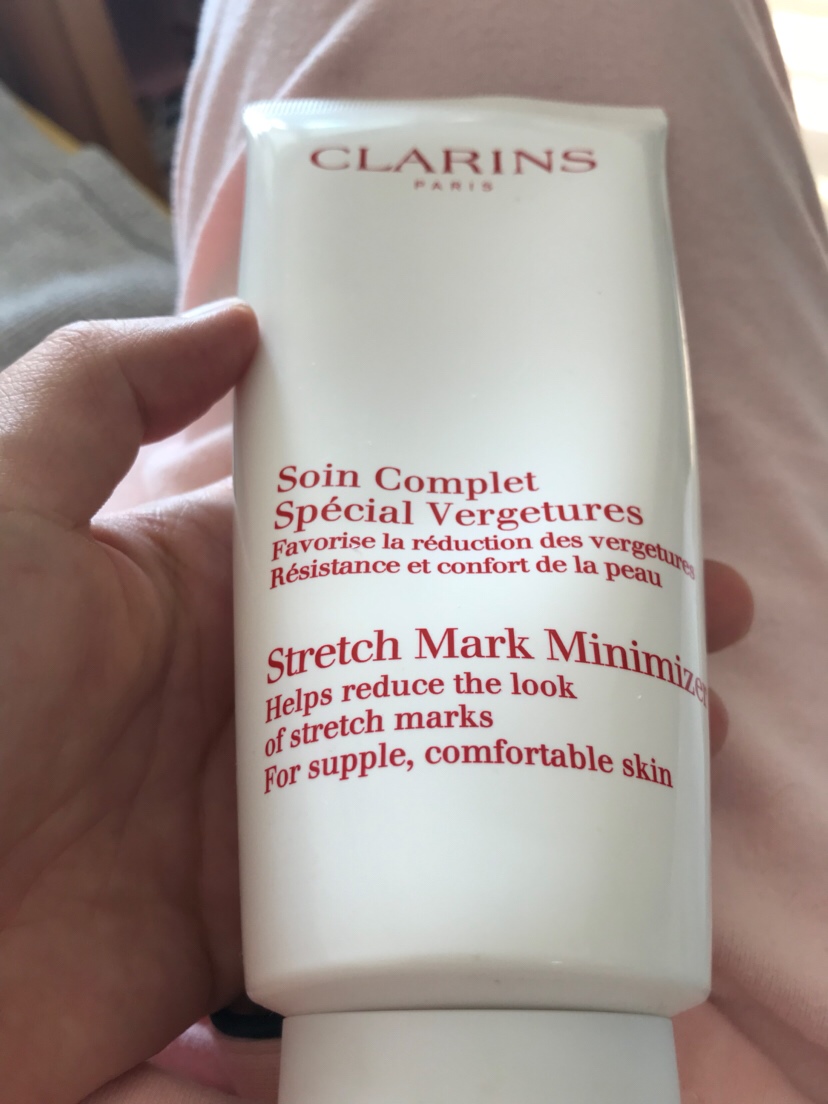 CLARINS
PARIS
Soin Complet
Spécial Vergetures
Favorise la réduction des vergetures
Résistance et confort de la peau
Stretch Mark Minimizer
Helps reduce the look
of stretch marks
For supple, comfortable skin